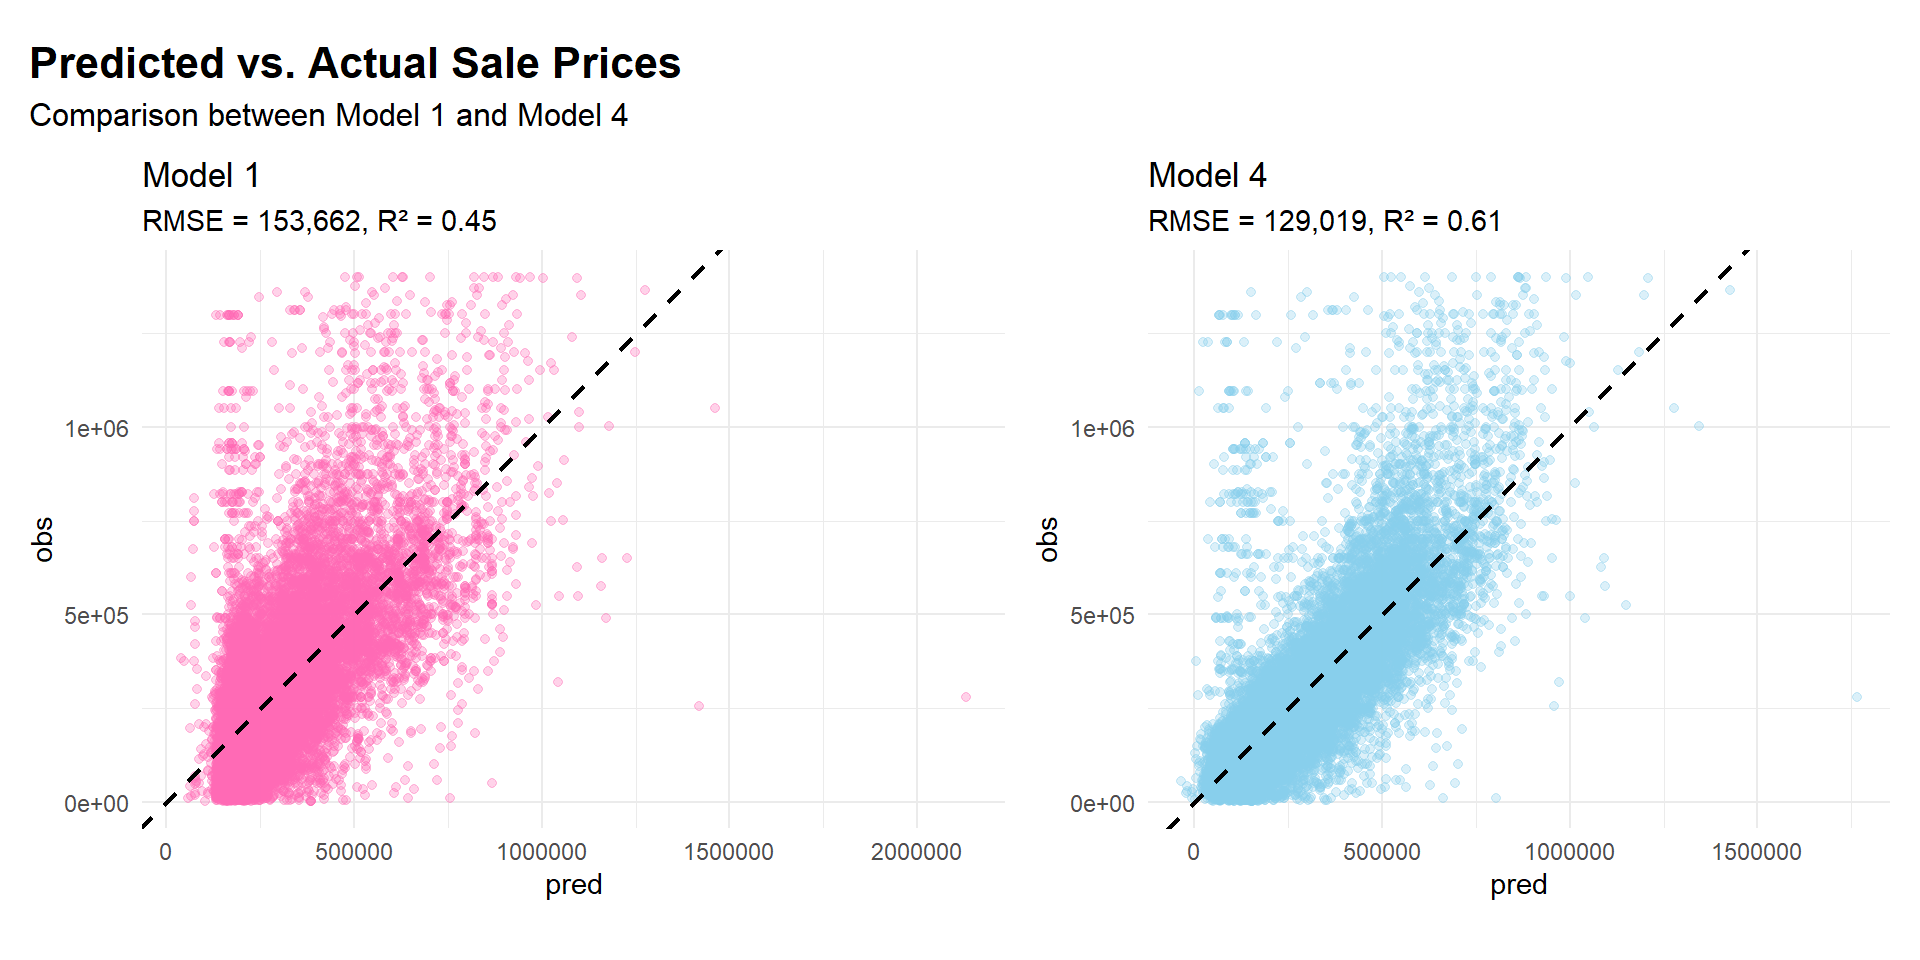 Predicted vs. Actual Sale Prices
Comparison between Model 1 and Model 4
Model 1
RMSE = 153,662, R² = 0.45
obs
1e+06
5e+05
0e+00
0 500000 1000000 1500000 2000000
pred
Model 4
RMSE = 129,019, R² = 0.61
obs
1e+06
5e+05
0e+00
0 500000 1000000 1500000
pred